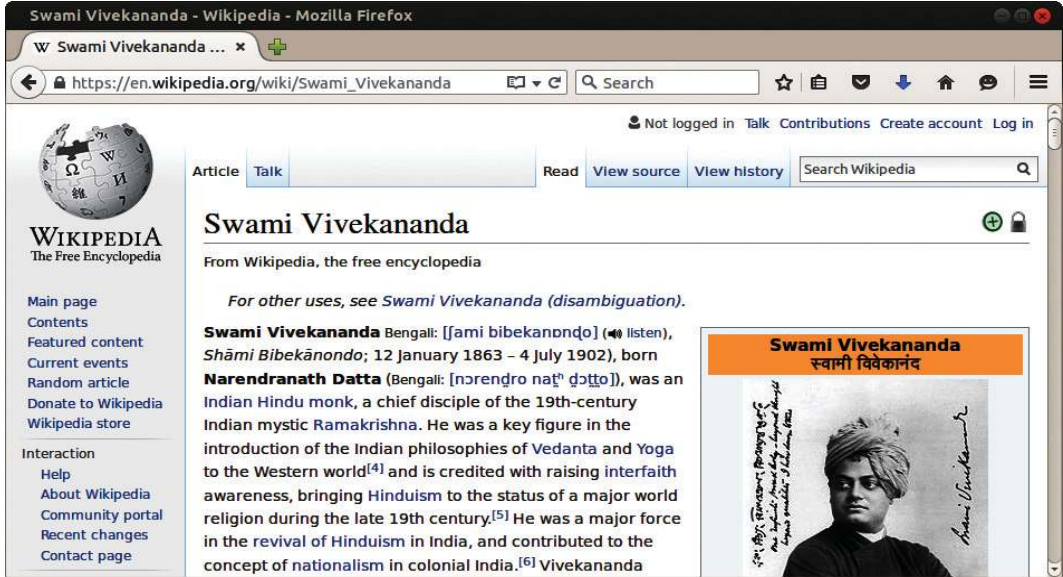 Swami Vivekananda - Wikipedia - Mozilla Firefox
W Swami Vivekananda ... ×
https://en.wikipedia.org/wiki/Swami_Vivekananda
Search
Not logged in Talk Contributions Create account Log in
Article Talk Read View source View history Search Wikipedia
WIKIPEDIA
The Free Encyclopedia
Main page
Contents
Featured content
Current events
Random article
Donate to Wikipedia
Wikipedia store
Interaction
Help
About Wikipedia
Community portal
Recent changes
Contact page
Swami Vivekananda
From Wikipedia, the free encyclopedia
For other uses, see Swami Vivekananda (disambiguation).
Swami Vivekananda Bengali: [ʃami bibekanɒnɖo] (listen),
Shāmi Bibekānondo; 12 January 1863 – 4 July 1902), born
Narendranath Datta (Bengali: [nɔrend̪ro nat̪ʰ d̪ɔt̪t̪o]), was an
Indian Hindu monk, a chief disciple of the 19th-century
Indian mystic Ramakrishna. He was a key figure in the
introduction of the Indian philosophies of Vedanta and Yoga
to the Western world[4] and is credited with raising interfaith
awareness, bringing Hinduism to the status of a major world
religion during the late 19th century.[5] He was a major force
in the revival of Hinduism in India, and contributed to the
concept of nationalism in colonial India.[6] Vivekananda
Swami Vivekananda
स्वामी विवेकानंद
Swami Vivekananda